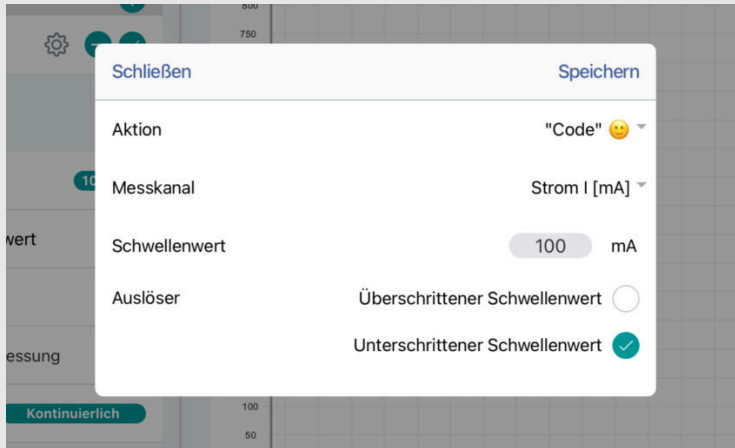 800
750
Schließen Speichern
Aktion "Code" 🙂
Messkanal Strom I [mA]
10
wert
Schwellenwert 100 mA
Auslöser Überschrittener Schwellenwert
Unterschrittener Schwellenwert
essung
Kontinuierlich
100
50